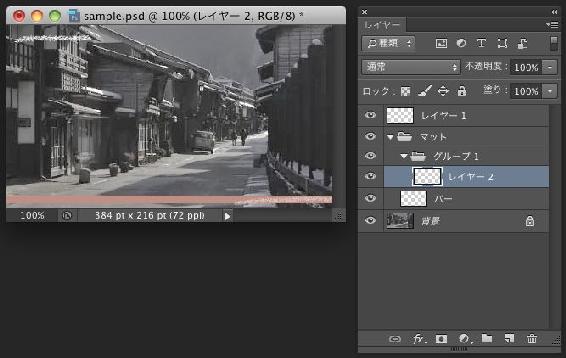 sample.psd @ 100% (レイヤー 2, RGB/8) *
100%
384 pt x 216 pt (72 ppl)
レイヤー
種類
通常
不透明度: 100%
ロック:
塗り: 100%
レイヤー 1
マット
グループ 1
レイヤー 2
バー
背景
fx